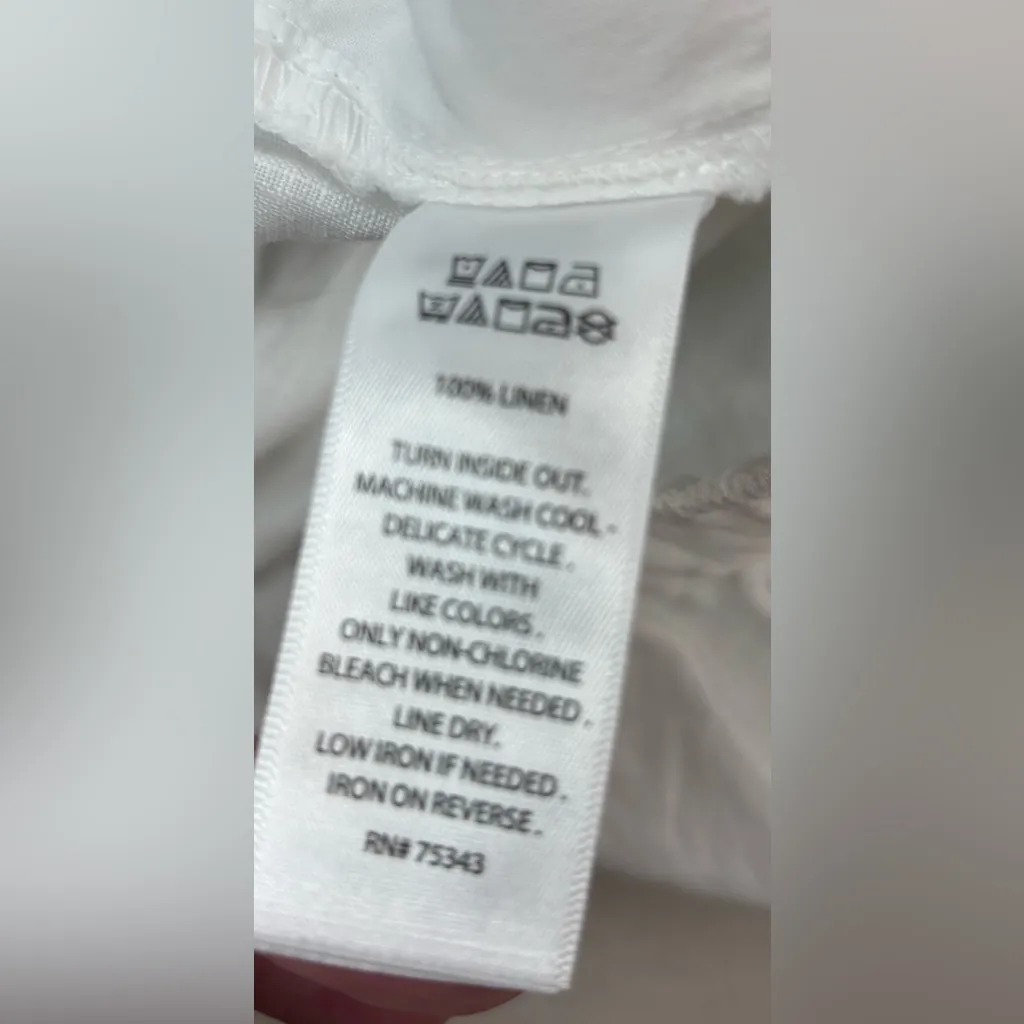 100% LINEN
TURN INSIDE OUT.
MACHINE WASH COOL -
DELICATE CYCLE.
WASH WITH
LIKE COLORS.
ONLY NON-CHLORINE
BLEACH WHEN NEEDED.
LINE DRY.
LOW IRON IF NEEDED.
IRON ON REVERSE.
RN# 75343